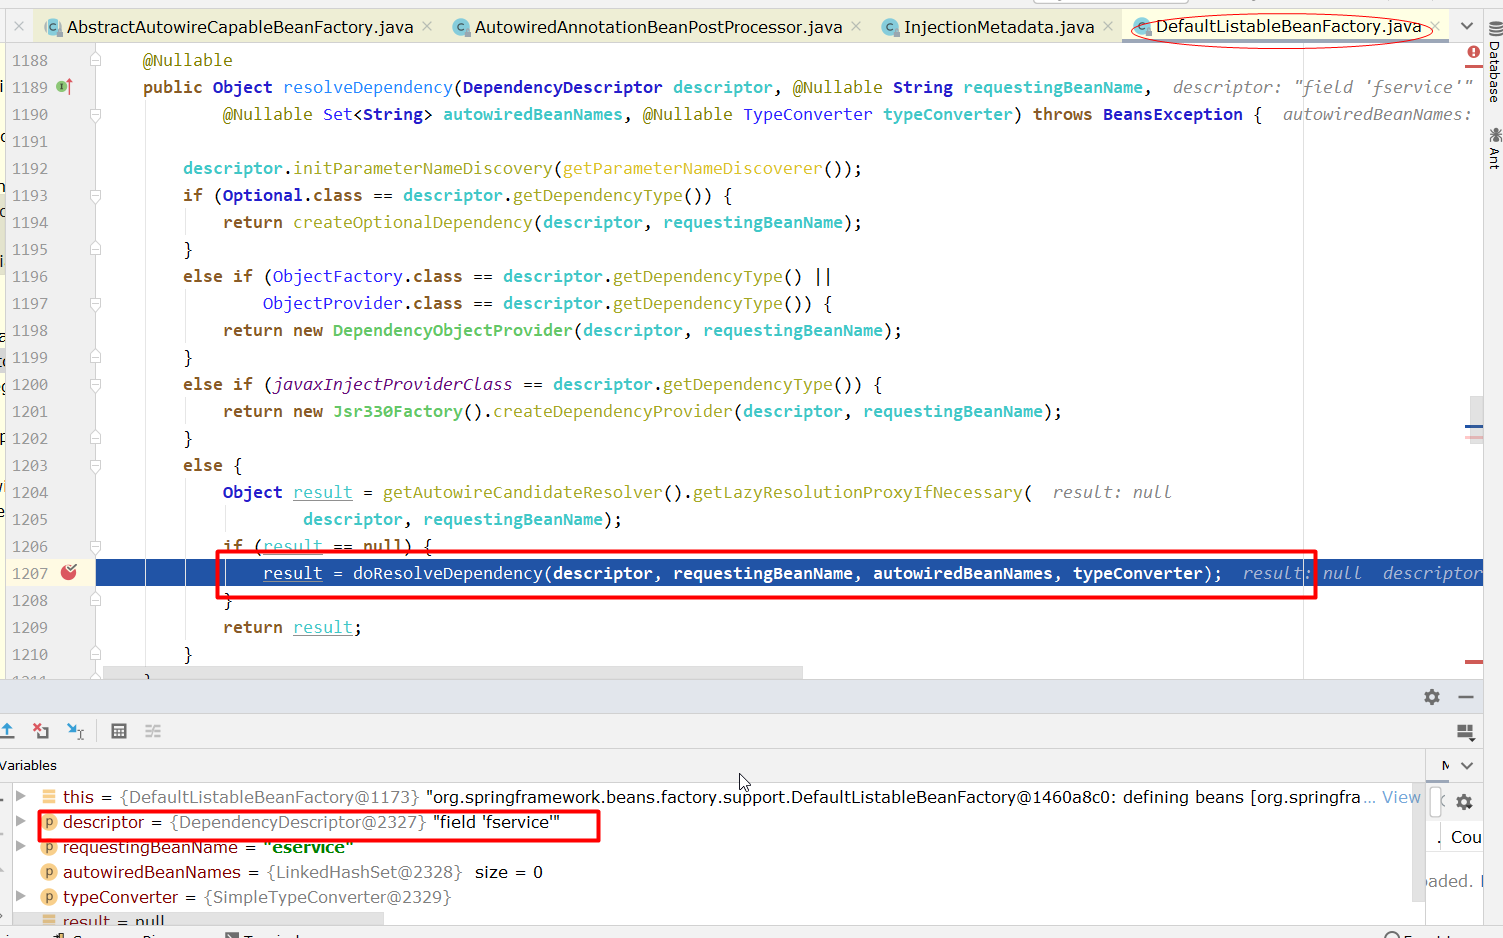 AbstractAutowireCapableBeanFactory.java AutowiredAnnotationBeanPostProcessor.java InjectionMetadata.java DefaultListableBeanFactory.java
1188 @Nullable
1189 public Object resolveDependency(DependencyDescriptor descriptor, @Nullable String requestingBeanName, descriptor: "field 'fservice'"
1190 @Nullable Set<String> autowiredBeanNames, @Nullable TypeConverter typeConverter) throws BeansException { autowiredBeanNames:
1191
1192 descriptor.initParameterNameDiscovery(getParameterNameDiscoverer());
1193 if (Optional.class == descriptor.getDependencyType()) {
1194 return createOptionalDependency(descriptor, requestingBeanName);
1195 }
1196 else if (ObjectFactory.class == descriptor.getDependencyType() ||
1197 ObjectProvider.class == descriptor.getDependencyType()) {
1198 return new DependencyObjectProvider(descriptor, requestingBeanName);
1199 }
1200 else if (javaxInjectProviderClass == descriptor.getDependencyType()) {
1201 return new Jsr330Factory().createDependencyProvider(descriptor, requestingBeanName);
1202 }
1203 else {
1204 Object result = getAutowireCandidateResolver().getLazyResolutionProxyIfNecessary( result: null
1205 descriptor, requestingBeanName);
1206 if (result == null) {
1207 result = doResolveDependency(descriptor, requestingBeanName, autowiredBeanNames, typeConverter); result: null descriptor
1208 }
1209 return result;
1210 }
Database
Ant
Variables
this = {DefaultListableBeanFactory@1173} "org.springframework.beans.factory.support.DefaultListableBeanFactory@1460a8c0: defining beans [org.springfra... View
descriptor = {DependencyDescriptor@2327} "field 'fservice'"
requestingBeanName = "eservice"
autowiredBeanNames = {LinkedHashSet@2328} size = 0
typeConverter = {SimpleTypeConverter@2329}
result = null
Cou
aded.